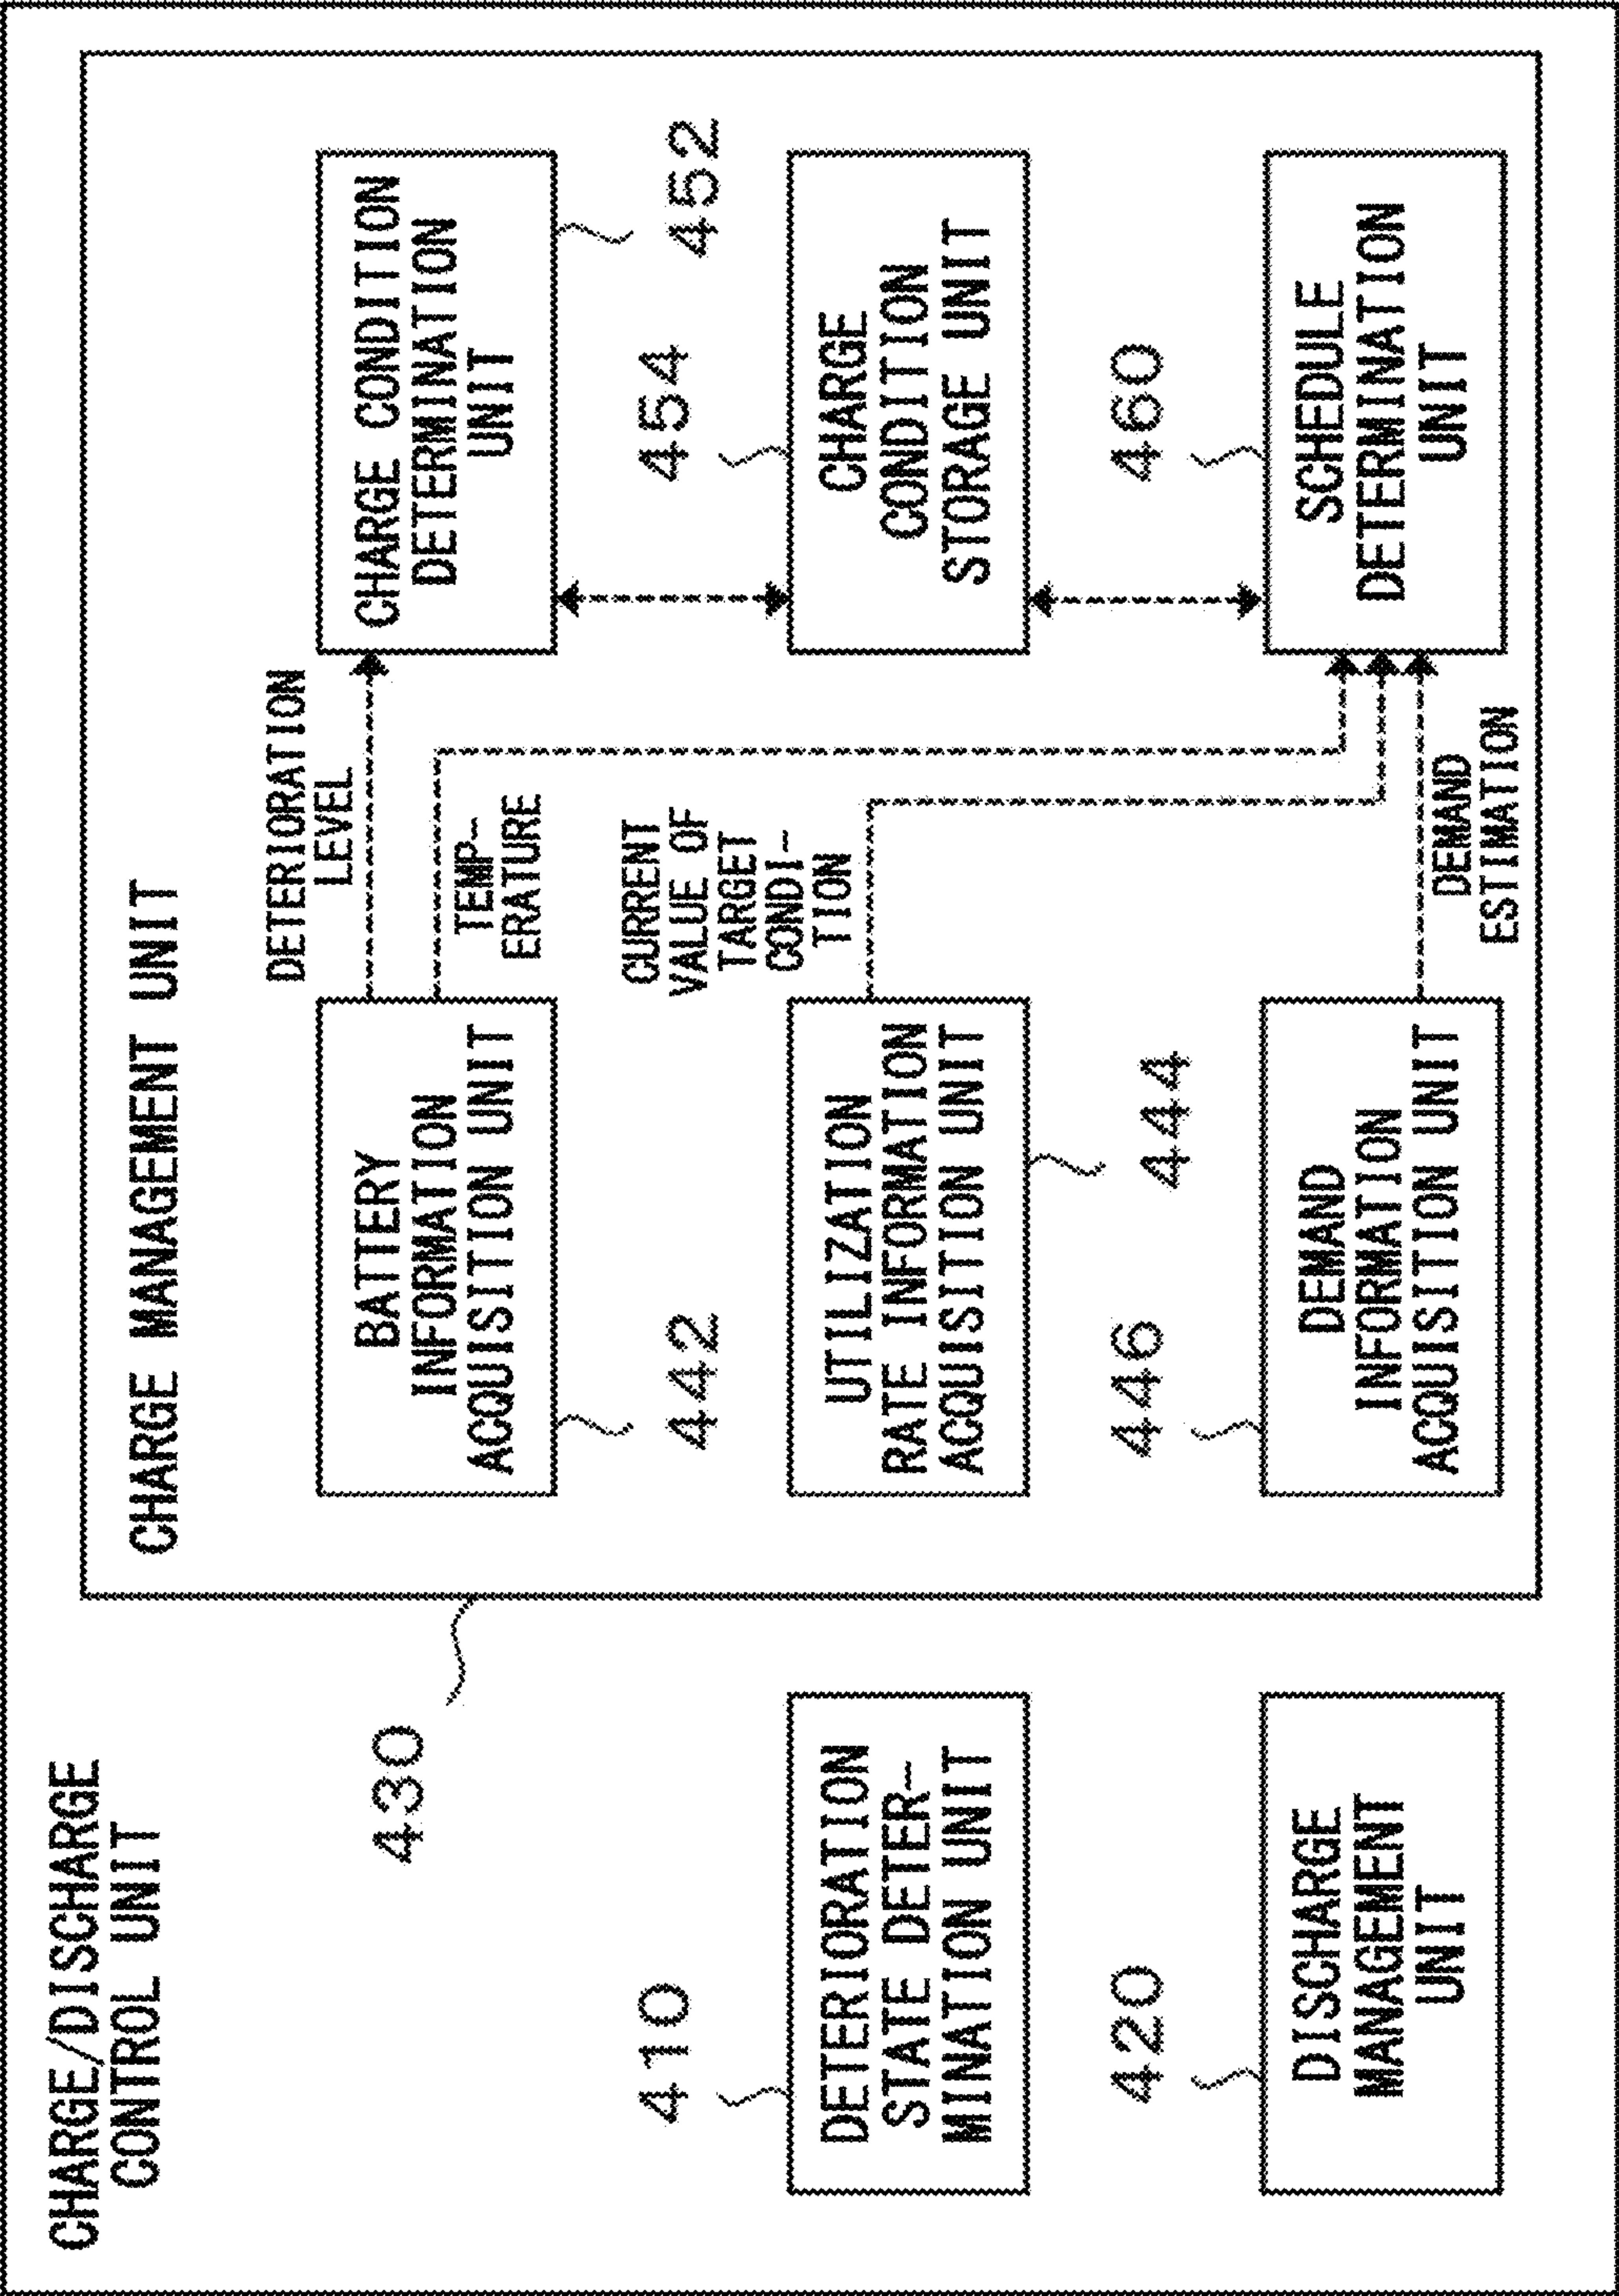 CHARGE/DISCHARGE
CONTROL UNIT
430
410
DETERIORATION
STATE DETER-
MINATION UNIT
420
DISCHARGE
MANAGEMENT
UNIT
CHARGE MANAGEMENT UNIT
BATTERY
INFORMATION
ACQUISITION UNIT
442
UTILIZATION
RATE INFORMATION
ACQUISITION UNIT
444
446
DEMAND
INFORMATION
ACQUISITION UNIT
DETERIORATION
LEVEL
TEMP-
ERATURE
CURRENT
VALUE OF
TARGET
CONDI-
TION
DEMAND
ESTIMATION
CHARGE CONDITION
DETERMINATION
UNIT
452
454
CHARGE
CONDITION
STORAGE UNIT
460
SCHEDULE
DETERMINATION
UNIT